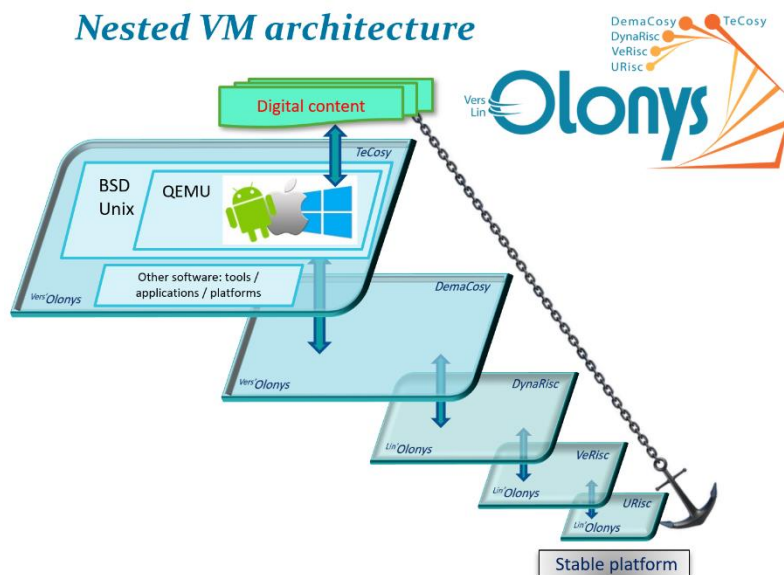 Nested VM architecture
DemaCosy
TeCosy
DynaRisc
VeRisc
URisc
Vers
Lin
Olonys
Digital content
TeCosy
BSD
Unix
QEMU
Other software: tools /
applications / platforms
Vers'Olonys
DemaCosy
Vers'Olonys
DynaRisc
Lin'Olonys
VeRisc
Lin'Olonys
URisc
Lin'Olonys
Stable platform